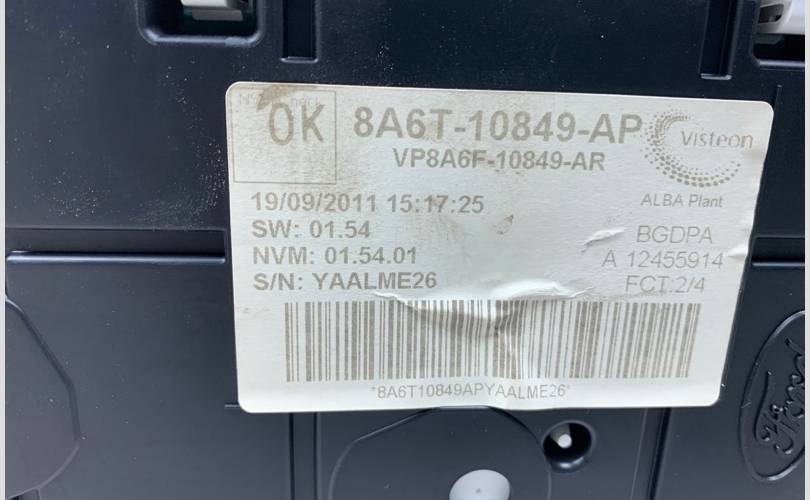 OK
8A6T-10849-AP
VP8A6F-10849-AR
Visteon
19/09/2011 15:17:25
ALBA Plant
SW: 01.54
BGDPA
NVM: 01.54.01
A 12455914
S/N: YAALME26
FCT:2/4
*8A6T10849APYAALME26*
Ford